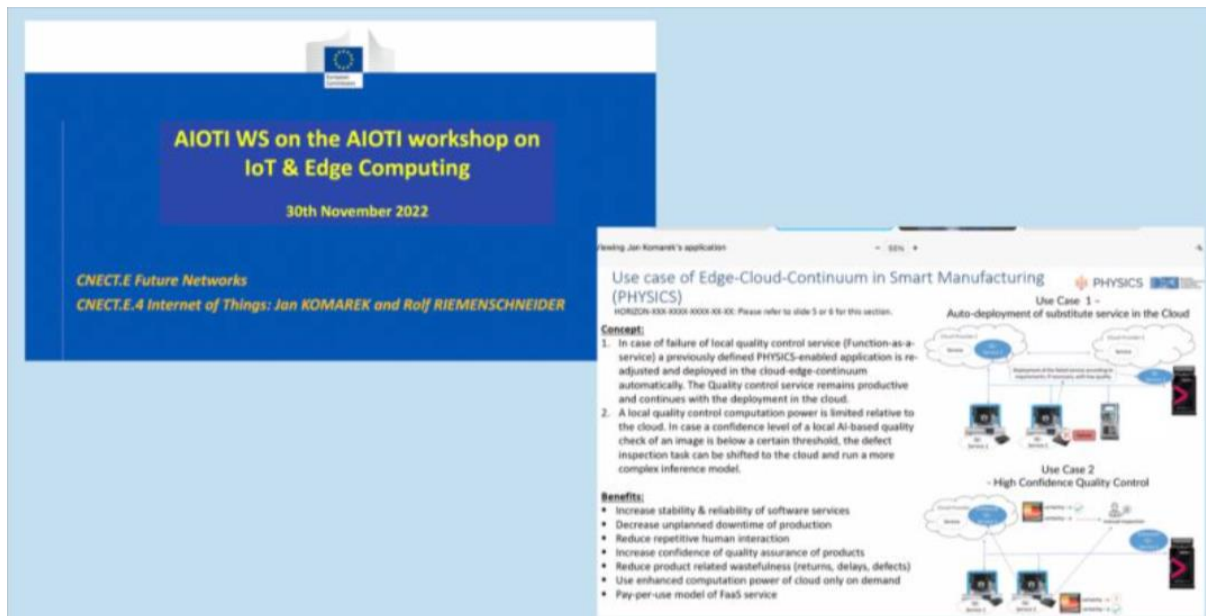 European
Commission
AIOTI WS on the AIOTI workshop on
IoT & Edge Computing
30th November 2022
CNECT.E Future Networks
CNECT.E.4 Internet of Things: Jan KOMAREK and Rolf RIEMENSCHNEIDER
Viewing Jan Komarek's application
− 50% +
Use case of Edge-Cloud-Continuum in Smart Manufacturing
(PHYSICS)
PHYSICS
HORIZON-XXX-XXXX-XXXX-XX-XX: Please refer to slide 5 or 6 for this section.
Concept:
1. In case of failure of local quality control service (Function-as-a-
service) a previously defined PHYSICS-enabled application is re-
adjusted and deployed in the cloud-edge-continuum
automatically. The Quality control service remains productive
and continues with the deployment in the cloud.
2. A local quality control computation power is limited relative to
the cloud. In case a confidence level of a local AI-based quality
check of an image is below a certain threshold, the defect
inspection task can be shifted to the cloud and run a more
complex inference model.
Benefits:
▪ Increase stability & reliability of software services
▪ Decrease unplanned downtime of production
▪ Reduce repetitive human interaction
▪ Increase confidence of quality assurance of products
▪ Reduce product related wastefulness (returns, delays, defects)
▪ Use enhanced computation power of cloud only on demand
▪ Pay-per-use model of FaaS service
Use Case 1 –
Auto-deployment of substitute service in the Cloud
Service
Service
Use Case 2
- High Confidence Quality Control
Service
manual inspection